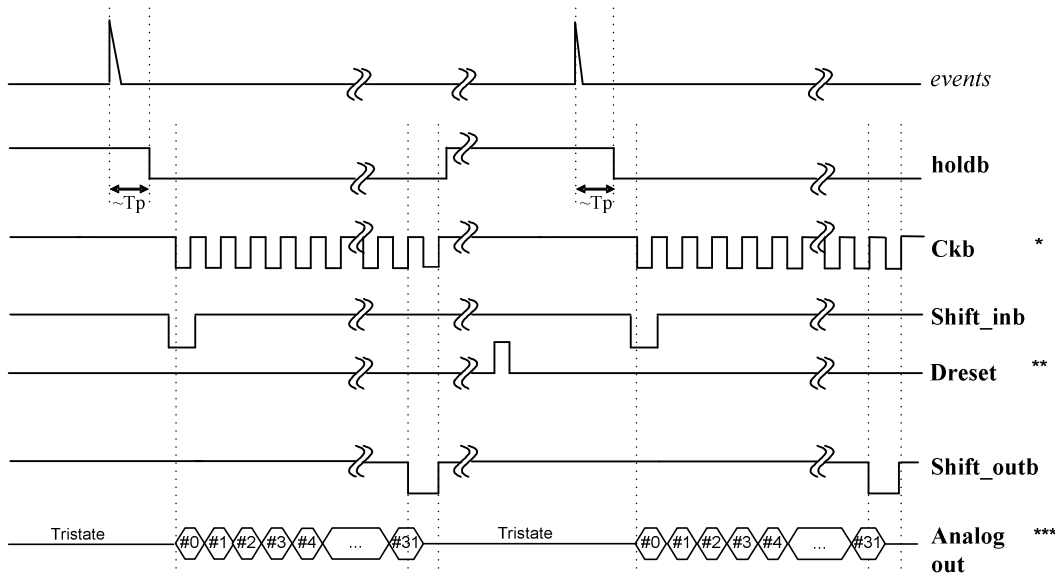 events
holdb
~Tp
~Tp
Ckb *
Shift_inb
Dreset **
Shift_outb
Tristate
#0 #1 #2 #3 #4 ... #31
Tristate
#0 #1 #2 #3 #4 ... #31
Analog ***
out